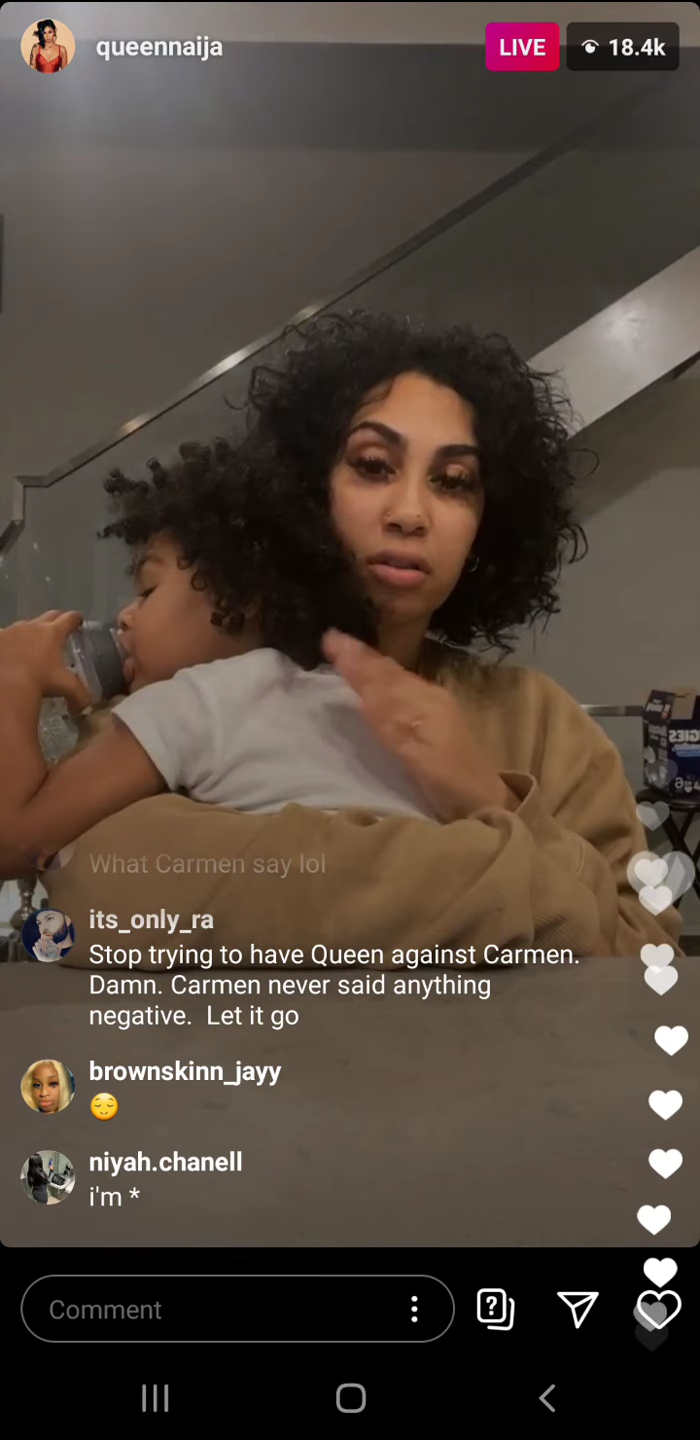 queennaija
LIVE
18.4k
What Carmen say lol
its_only_ra
Stop trying to have Queen against Carmen.
Damn. Carmen never said anything
negative.  Let it go
brownskinn_jayy
😌
niyah.chanell
i'm *
Comment